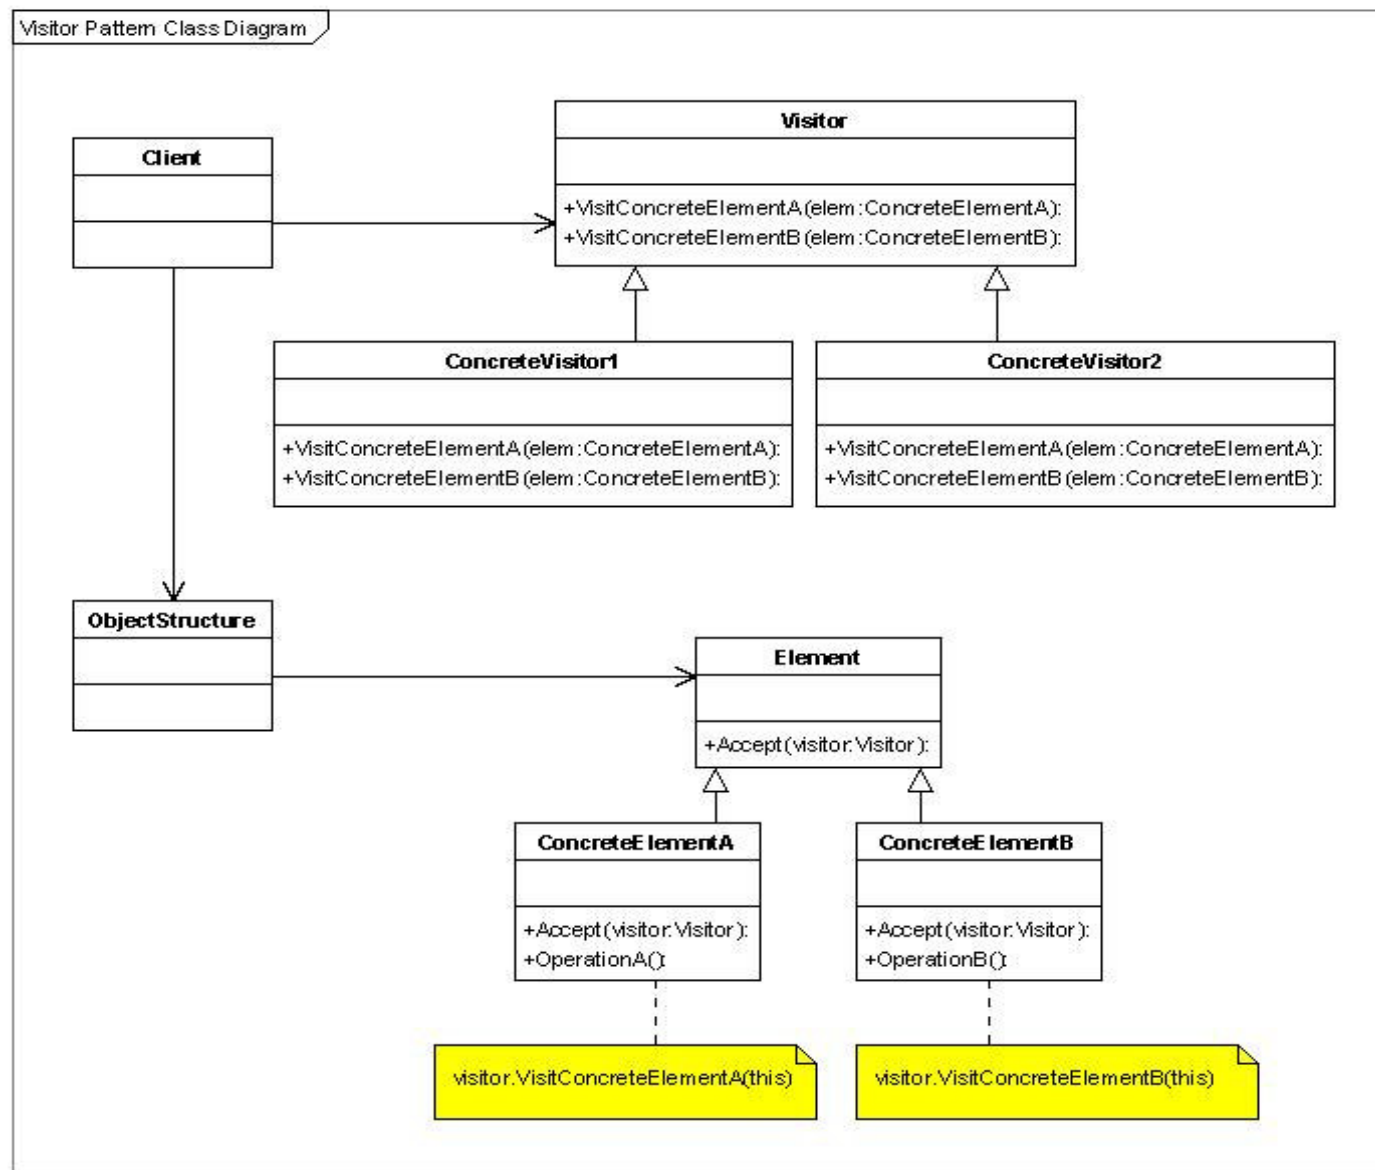 Visitor Pattern Class Diagram
Visitor
Client
+VisitConcreteElementA(elem:ConcreteElementA):
+VisitConcreteElementB(elem:ConcreteElementB):
ConcreteVisitor1
+VisitConcreteElementA(elem:ConcreteElementA):
+VisitConcreteElementB(elem:ConcreteElementB):
ConcreteVisitor2
+VisitConcreteElementA(elem:ConcreteElementA):
+VisitConcreteElementB(elem:ConcreteElementB):
ObjectStructure
Element
+Accept(visitor:Visitor):
ConcreteElementA
+Accept(visitor:Visitor):
+OperationA():
ConcreteElementB
+Accept(visitor:Visitor):
+OperationB():
visitor.VisitConcreteElementA(this)
visitor.VisitConcreteElementB(this)